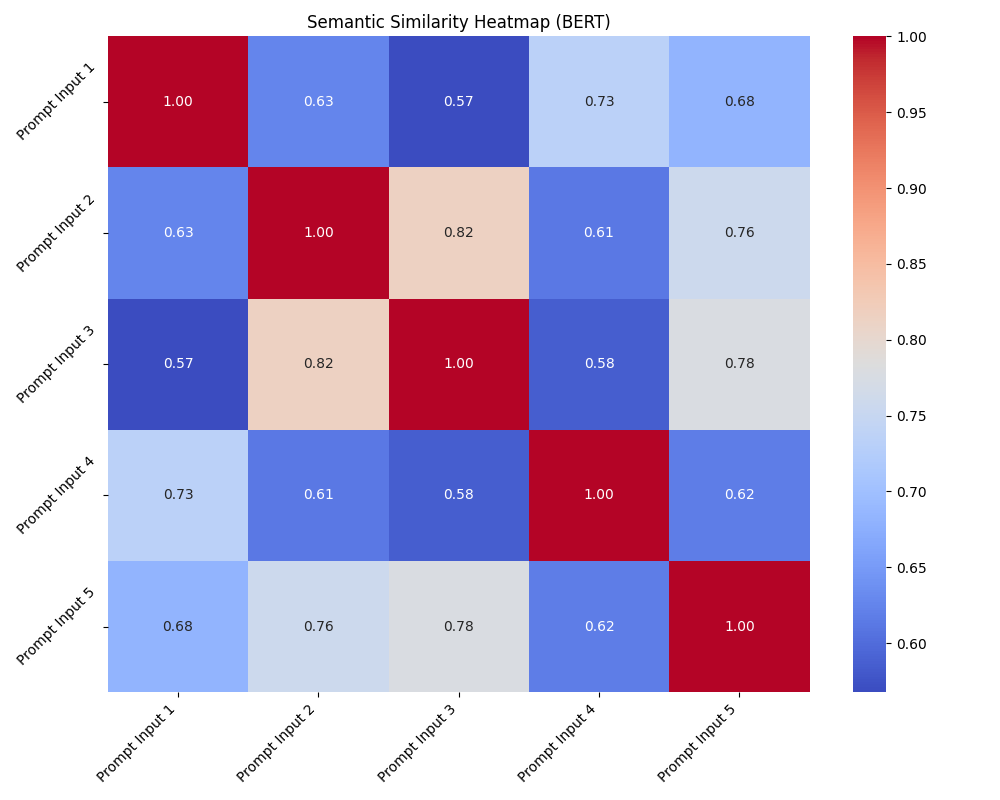 Semantic Similarity Heatmap (BERT)
Prompt Input 1
1.00 0.63 0.57 0.73 0.68
Prompt Input 2
0.63 1.00 0.82 0.61 0.76
Prompt Input 3
0.57 0.82 1.00 0.58 0.78
Prompt Input 4
0.73 0.61 0.58 1.00 0.62
Prompt Input 5
0.68 0.76 0.78 0.62 1.00
Prompt Input 1
Prompt Input 2
Prompt Input 3
Prompt Input 4
Prompt Input 5
1.00
0.95
0.90
0.85
0.80
0.75
0.70
0.65
0.60